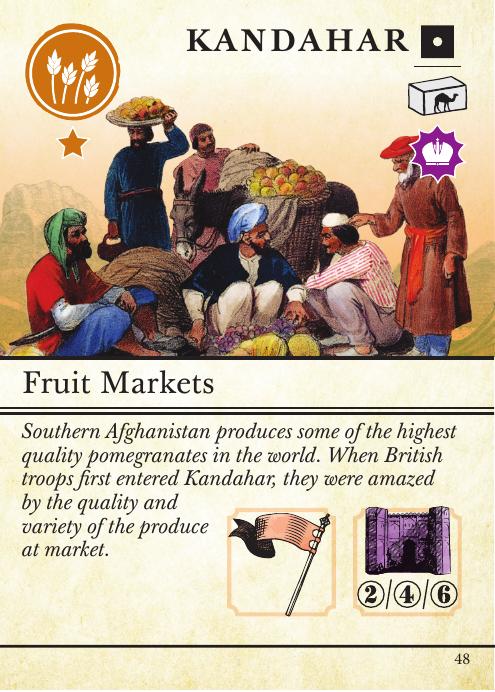 KANDAHAR
Fruit Markets
Southern Afghanistan produces some of the highest
quality pomegranates in the world. When British
troops first entered Kandahar, they were amazed
by the quality and
variety of the produce
at market.
2/4/6
48